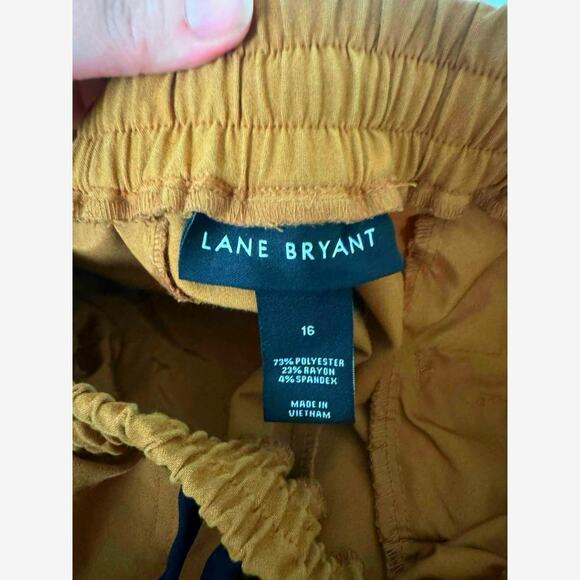 LANE BRYANT
16
73% POLYESTER
23% RAYON
4% SPANDEX
MADE IN
VIETNAM